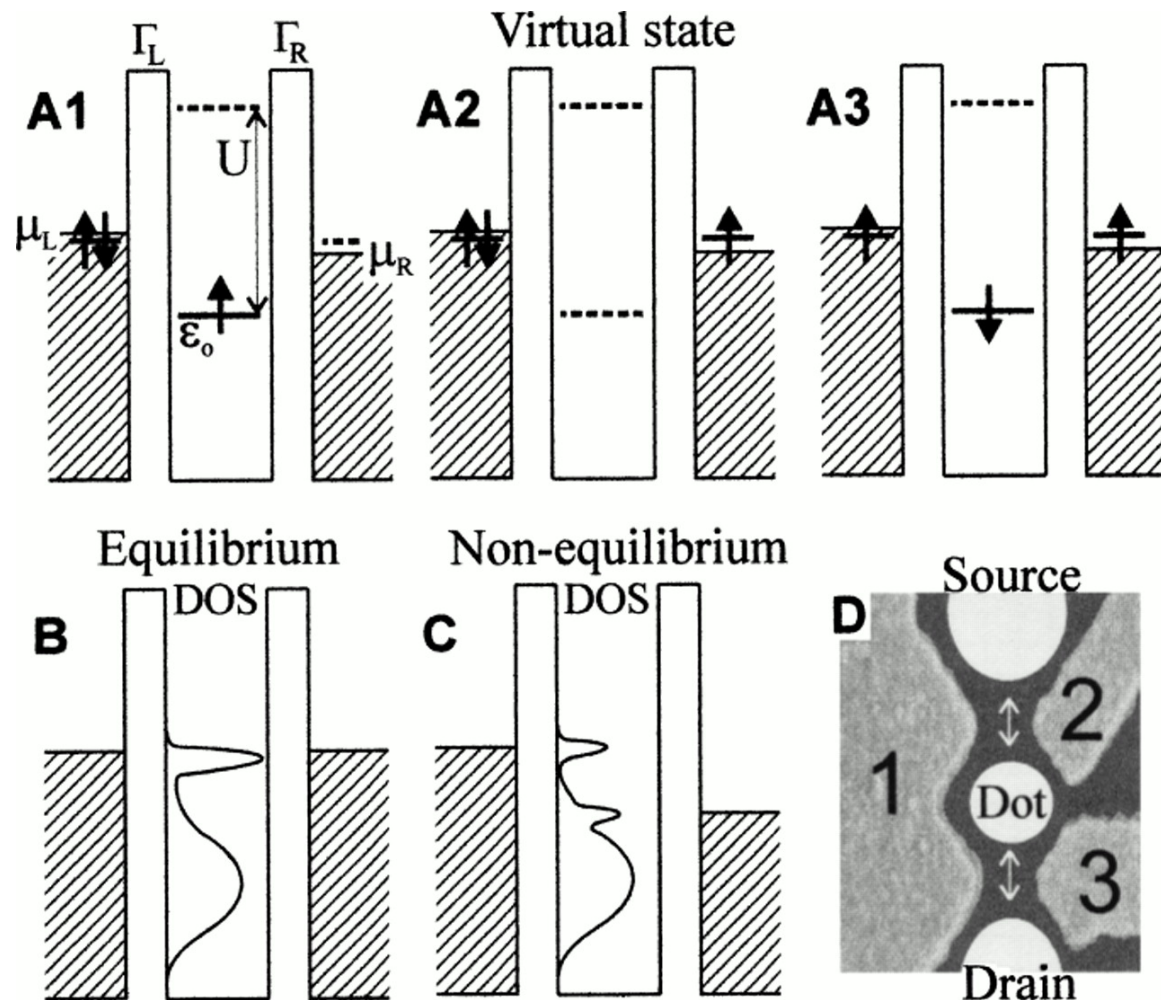 Γ_L Γ_R Virtual state
A1 A2 A3
U
μ_L μ_R
ε_o
Equilibrium Non-equilibrium Source
DOS DOS
B C D
2
1 Dot
3
Drain